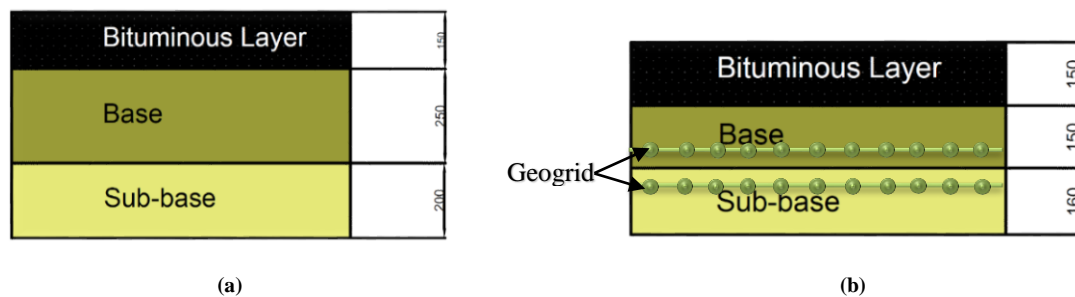 Bituminous Layer
150
Base
250
Sub-base
200
(a)
Bituminous Layer
150
Base
150
Geogrid
Sub-base
160
(b)